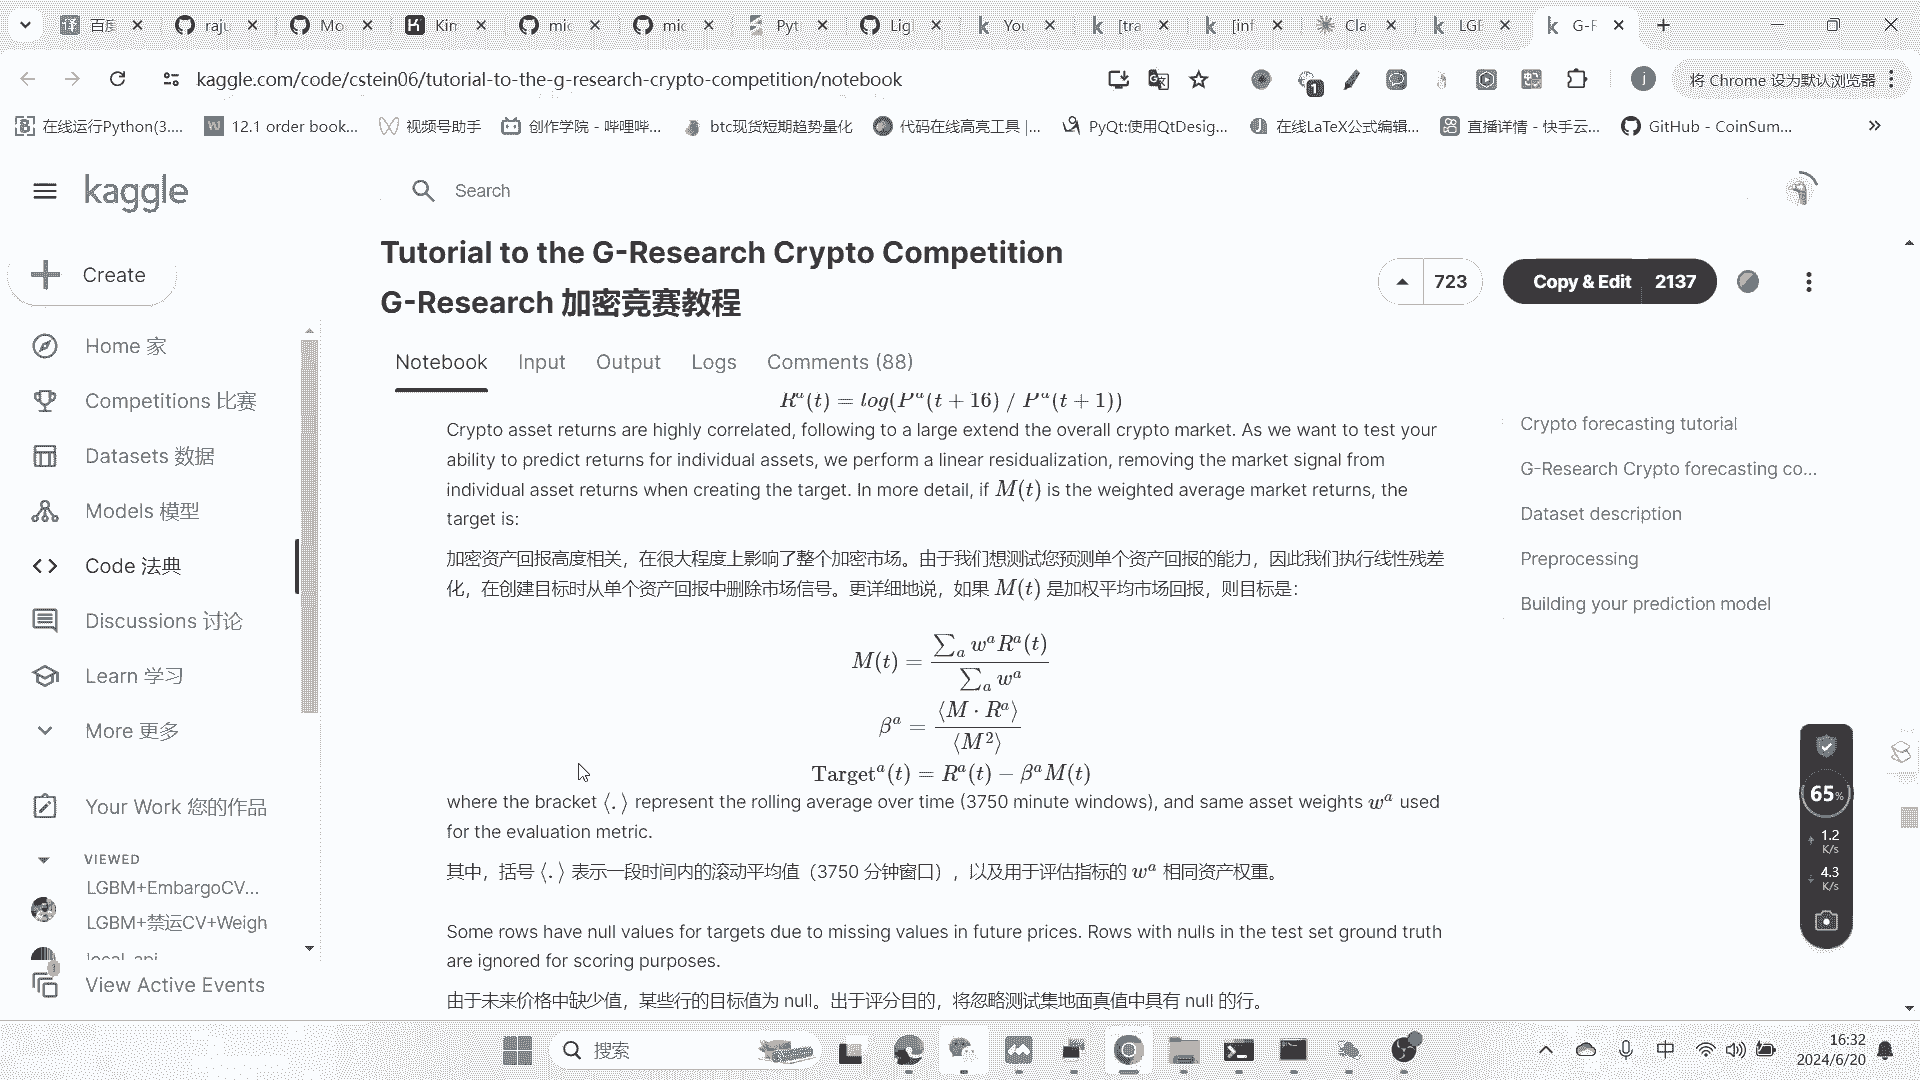 百度
raju
Mo
Kim
mic
mic
Pyt
Ligl
You
[tra
[inf
Cla
LGE
G-F
kaggle.com/code/cstein06/tutorial-to-the-g-research-crypto-competition/notebook
1
j
将 Chrome 设为默认浏览器
在线运行Python(3....
12.1 order book...
视频号助手
创作学院 - 哔哩哔...
btc现货短期趋势量化
代码在线高亮工具 |...
PyQt:使用QtDesig...
在线LaTeX公式编辑...
直播详情 - 快手云...
GitHub - CoinSum...
kaggle
Search
Create
Home 家
Competitions 比赛
Datasets 数据
Models 模型
Code 法典
Discussions 讨论
Learn 学习
More 更多
Your Work 您的作品
VIEWED
LGBM+EmbargoCV...
LGBM+禁运CV+Weigh
local_api
View Active Events
Tutorial to the G-Research Crypto Competition
G-Research 加密竞赛教程
723
Copy & Edit 2137
Notebook
Input
Output
Logs
Comments (88)
Rᵃ(t) = log(Pᵃ(t + 16) / Pᵃ(t + 1))
Crypto asset returns are highly correlated, following to a large extend the overall crypto market. As we want to test your
ability to predict returns for individual assets, we perform a linear residualization, removing the market signal from
individual asset returns when creating the target. In more detail, if M(t) is the weighted average market returns, the
target is:
加密资产回报高度相关，在很大程度上影响了整个加密市场。由于我们想测试您预测单个资产回报的能力，因此我们执行线性残差
化，在创建目标时从单个资产回报中删除市场信号。更详细地说，如果 M(t) 是加权平均市场回报，则目标是：
M(t) = ∑ₐ wᵃRᵃ(t) / ∑ₐ wᵃ
βᵃ = ⟨M · Rᵃ⟩ / ⟨M²⟩
Targetᵃ(t) = Rᵃ(t) − βᵃM(t)
where the bracket ⟨.⟩ represent the rolling average over time (3750 minute windows), and same asset weights wᵃ used
for the evaluation metric.
其中，括号 ⟨.⟩ 表示一段时间内的滚动平均值（3750 分钟窗口），以及用于评估指标的 wᵃ 相同资产权重。
Some rows have null values for targets due to missing values in future prices. Rows with nulls in the test set ground truth
are ignored for scoring purposes.
由于未来价格中缺少值，某些行的目标值为 null。出于评分目的，将忽略测试集地面真值中具有 null 的行。
Crypto forecasting tutorial
G-Research Crypto forecasting co...
Dataset description
Preprocessing
Building your prediction model
65%
1.2
K/s
4.3
K/s
搜索
中
16:32
2024/6/20